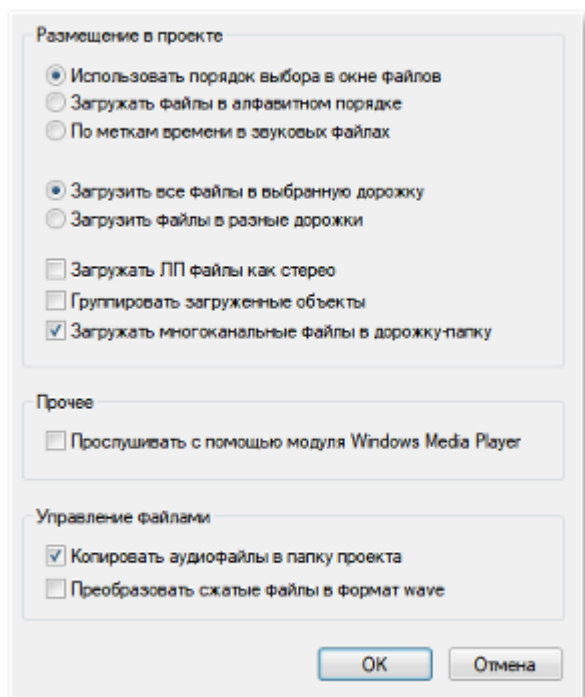 Размещение в проекте
Использовать порядок выбора в окне файлов
Загружать файлы в алфавитном порядке
По меткам времени в звуковых файлах
Загрузить все файлы в выбранную дорожку
Загрузить файлы в разные дорожки
Загружать ЛП файлы как стерео
Группировать загруженные объекты
Загружать многоканальные файлы в дорожку-папку
Прочее
Прослушивать с помощью модуля Windows Media Player
Управление файлами
Копировать аудиофайлы в папку проекта
Преобразовать сжатые файлы в формат wave
OK Отмена